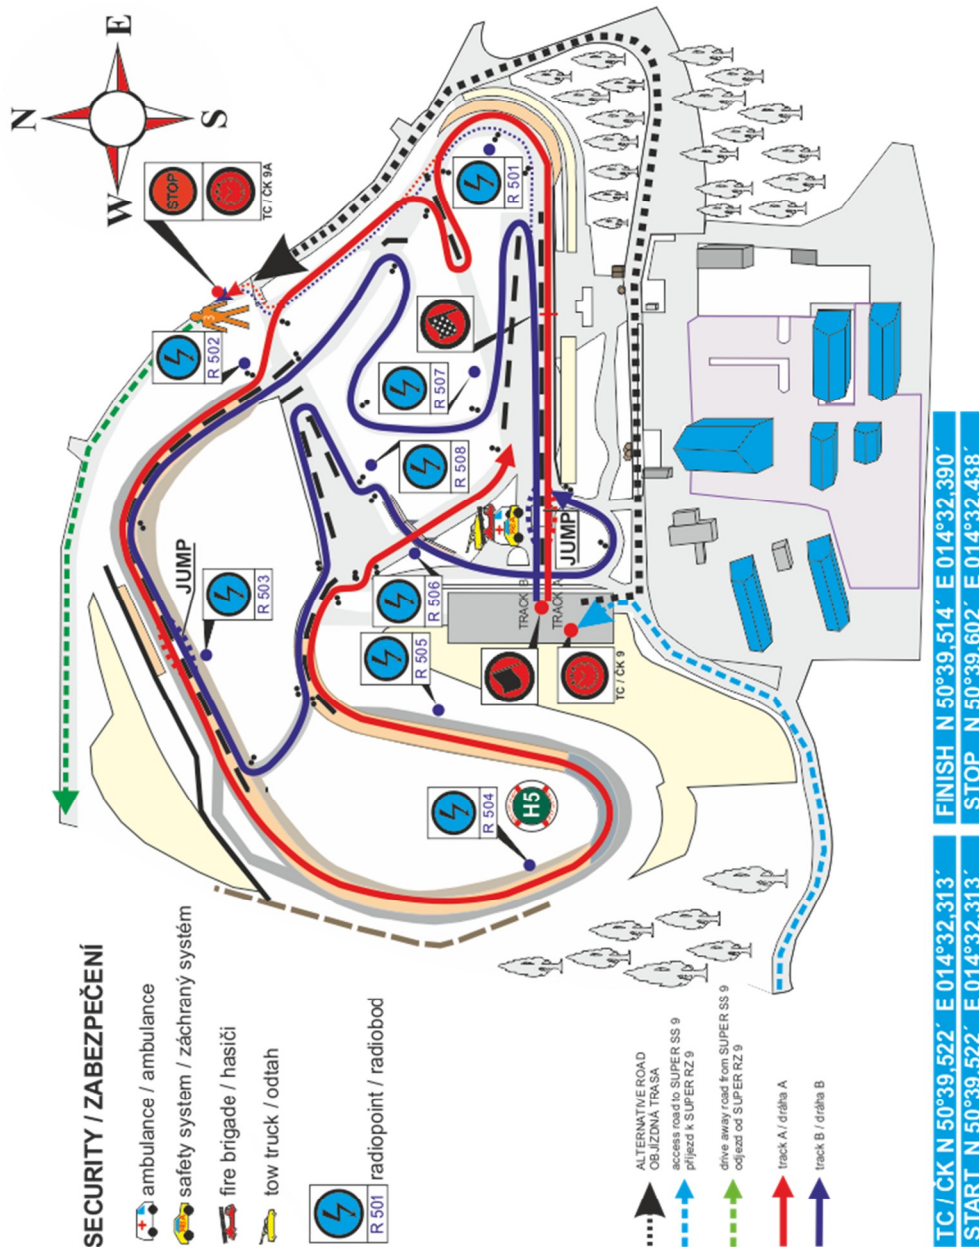 SECURITY / ZABEZPEČENÍ
ambulance / ambulance
safety system / záchraný systém
fire brigade / hasiči
tow truck / odtah
R 501
radiopoint / radiobod
N
E
S
W
STOP
TC / ČK 9A
R 502
JUMP
R 503
R 501
R 507
R 508
R 506
R 505
R 504
H5
JUMP
TRACK B
TRACK A
TC / ČK 9
ALTERNATIVE ROAD
OBJÍZDNÁ TRASA
access road to SUPER SS 9
příjezd k SUPER RZ 9
drive away road from SUPER SS 9
odjezd od SUPER RZ 9
track A / dráha A
track B / dráha B
TC / ČK N 50°39,522´ E 014°32,313´
FINISH N 50°39,514´ E 014°32,390´
START N 50°39,522´ E 014°32,313´
STOP N 50°39,602´ E 014°32,438´